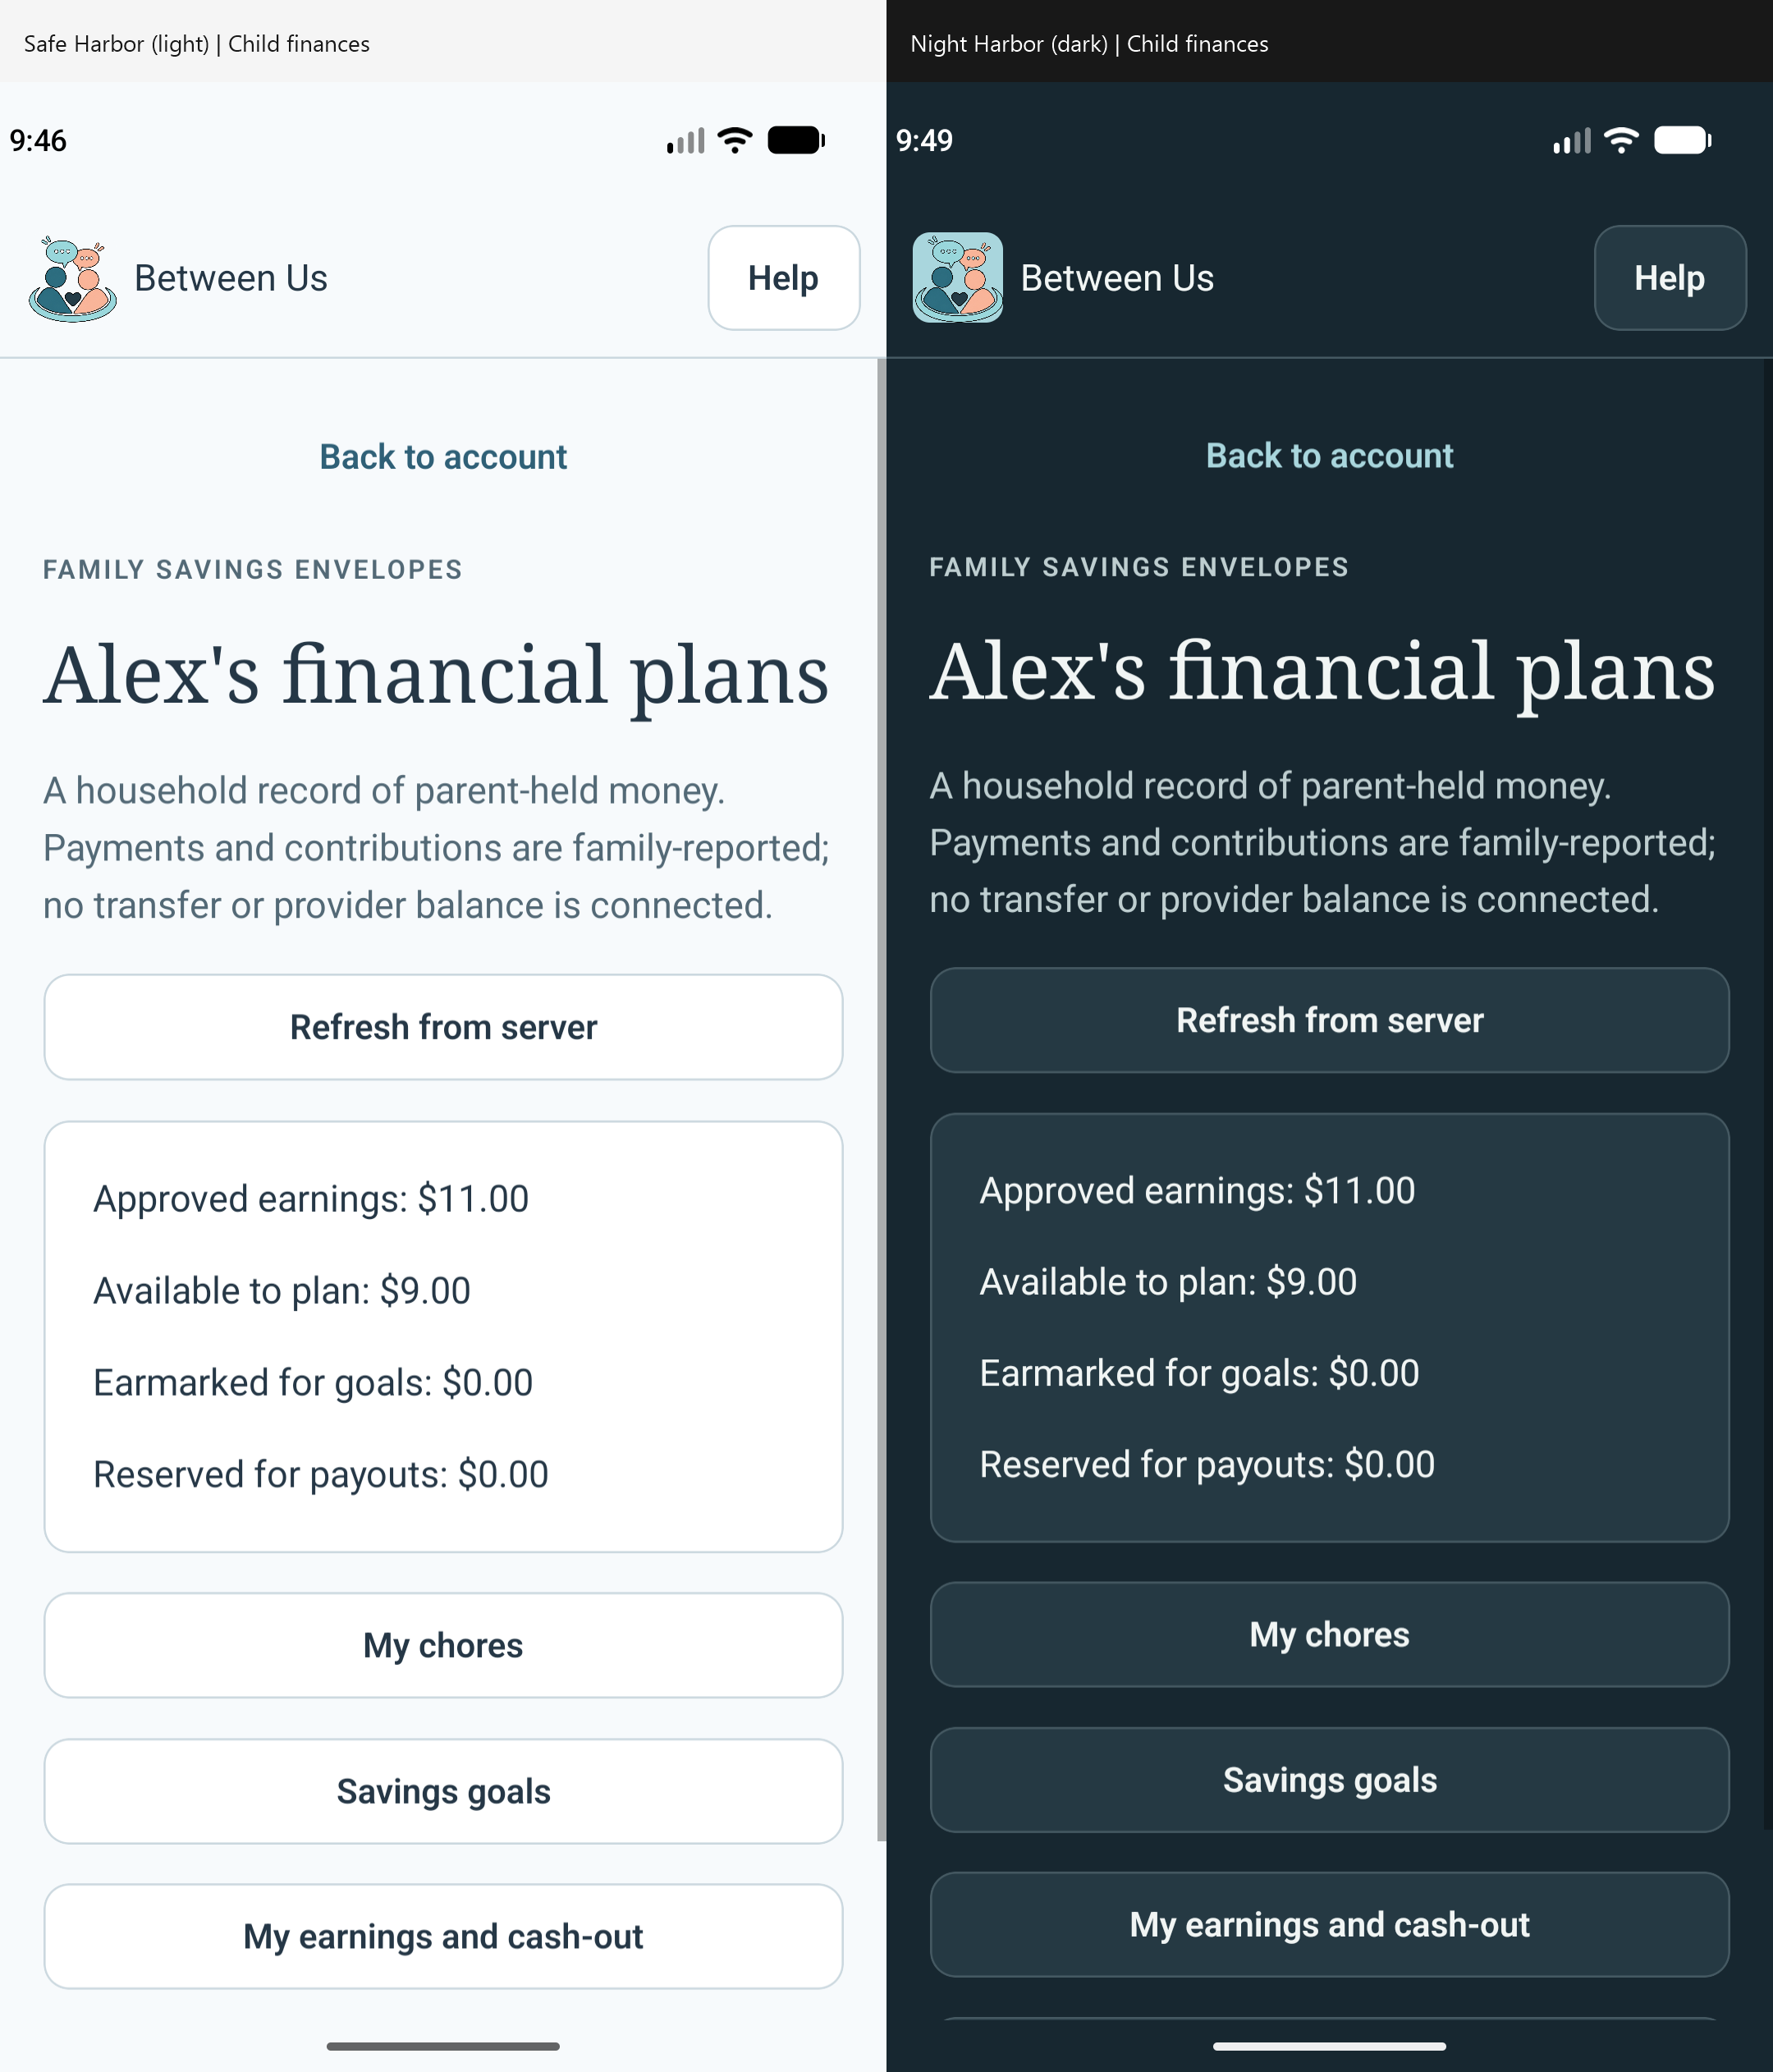 Safe Harbor (light) | Child finances
9:46
Between Us
Help
Back to account
FAMILY SAVINGS ENVELOPES
Alex's financial plans
A household record of parent-held money.
Payments and contributions are family-reported;
no transfer or provider balance is connected.
Refresh from server
Approved earnings: $11.00
Available to plan: $9.00
Earmarked for goals: $0.00
Reserved for payouts: $0.00
My chores
Savings goals
My earnings and cash-out
Night Harbor (dark) | Child finances
9:49
Between Us
Help
Back to account
FAMILY SAVINGS ENVELOPES
Alex's financial plans
A household record of parent-held money.
Payments and contributions are family-reported;
no transfer or provider balance is connected.
Refresh from server
Approved earnings: $11.00
Available to plan: $9.00
Earmarked for goals: $0.00
Reserved for payouts: $0.00
My chores
Savings goals
My earnings and cash-out